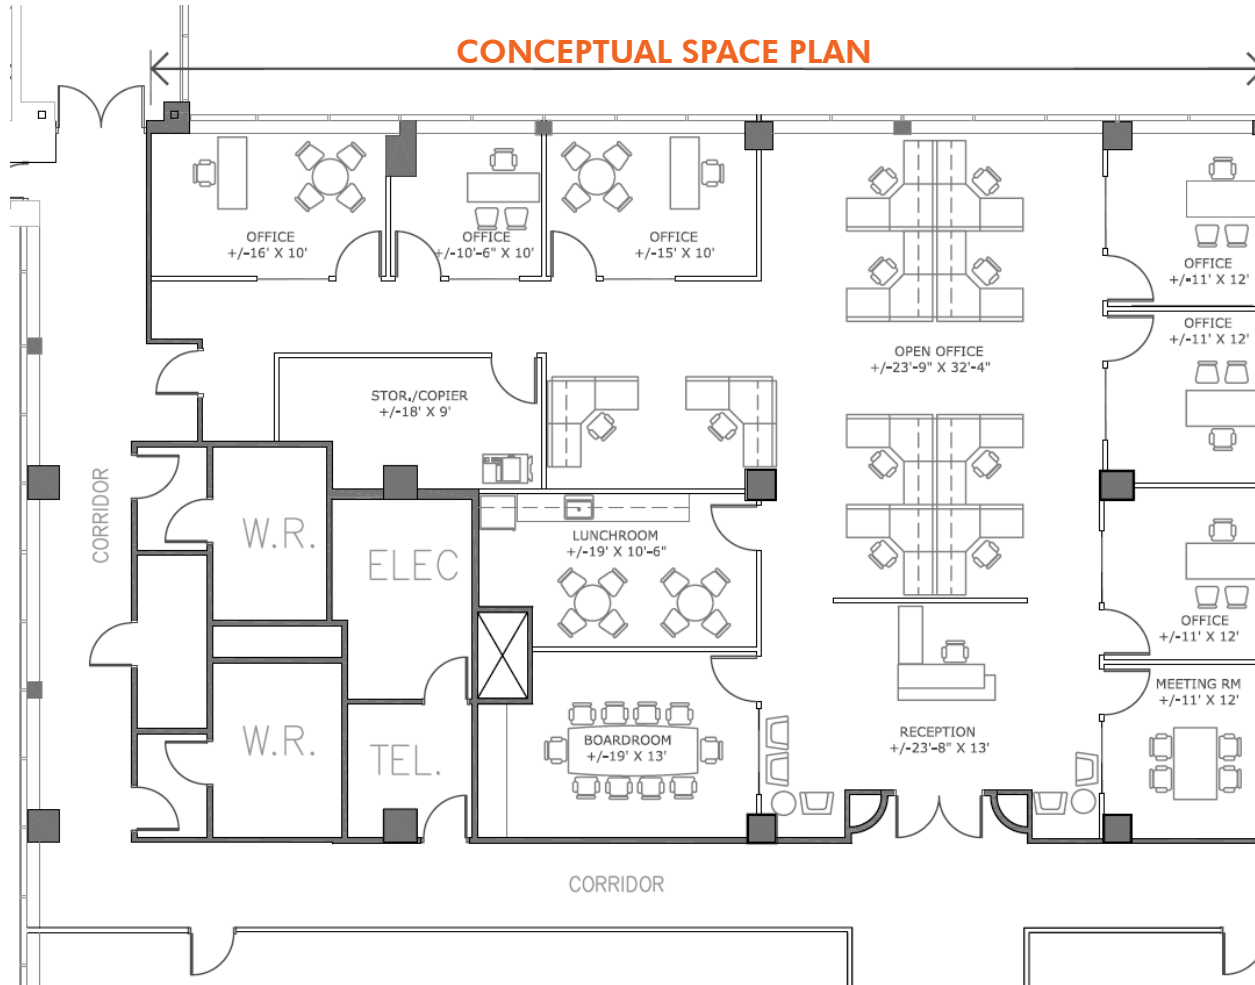 CONCEPTUAL SPACE PLAN
OFFICE
+/-16' X 10'
OFFICE
+/-10'-6" X 10'
OFFICE
+/-15' X 10'
OFFICE
+/-11' X 12'
OFFICE
+/-11' X 12'
OPEN OFFICE
+/-23'-9" X 32'-4"
STOR./COPIER
+/-18' X 9'
CORRIDOR
W.R.
ELEC
LUNCHROOM
+/-19' X 10'-6"
OFFICE
+/-11' X 12'
MEETING RM
+/-11' X 12'
W.R.
TEL.
BOARDROOM
+/-19' X 13'
RECEPTION
+/-23'-8" X 13'
CORRIDOR